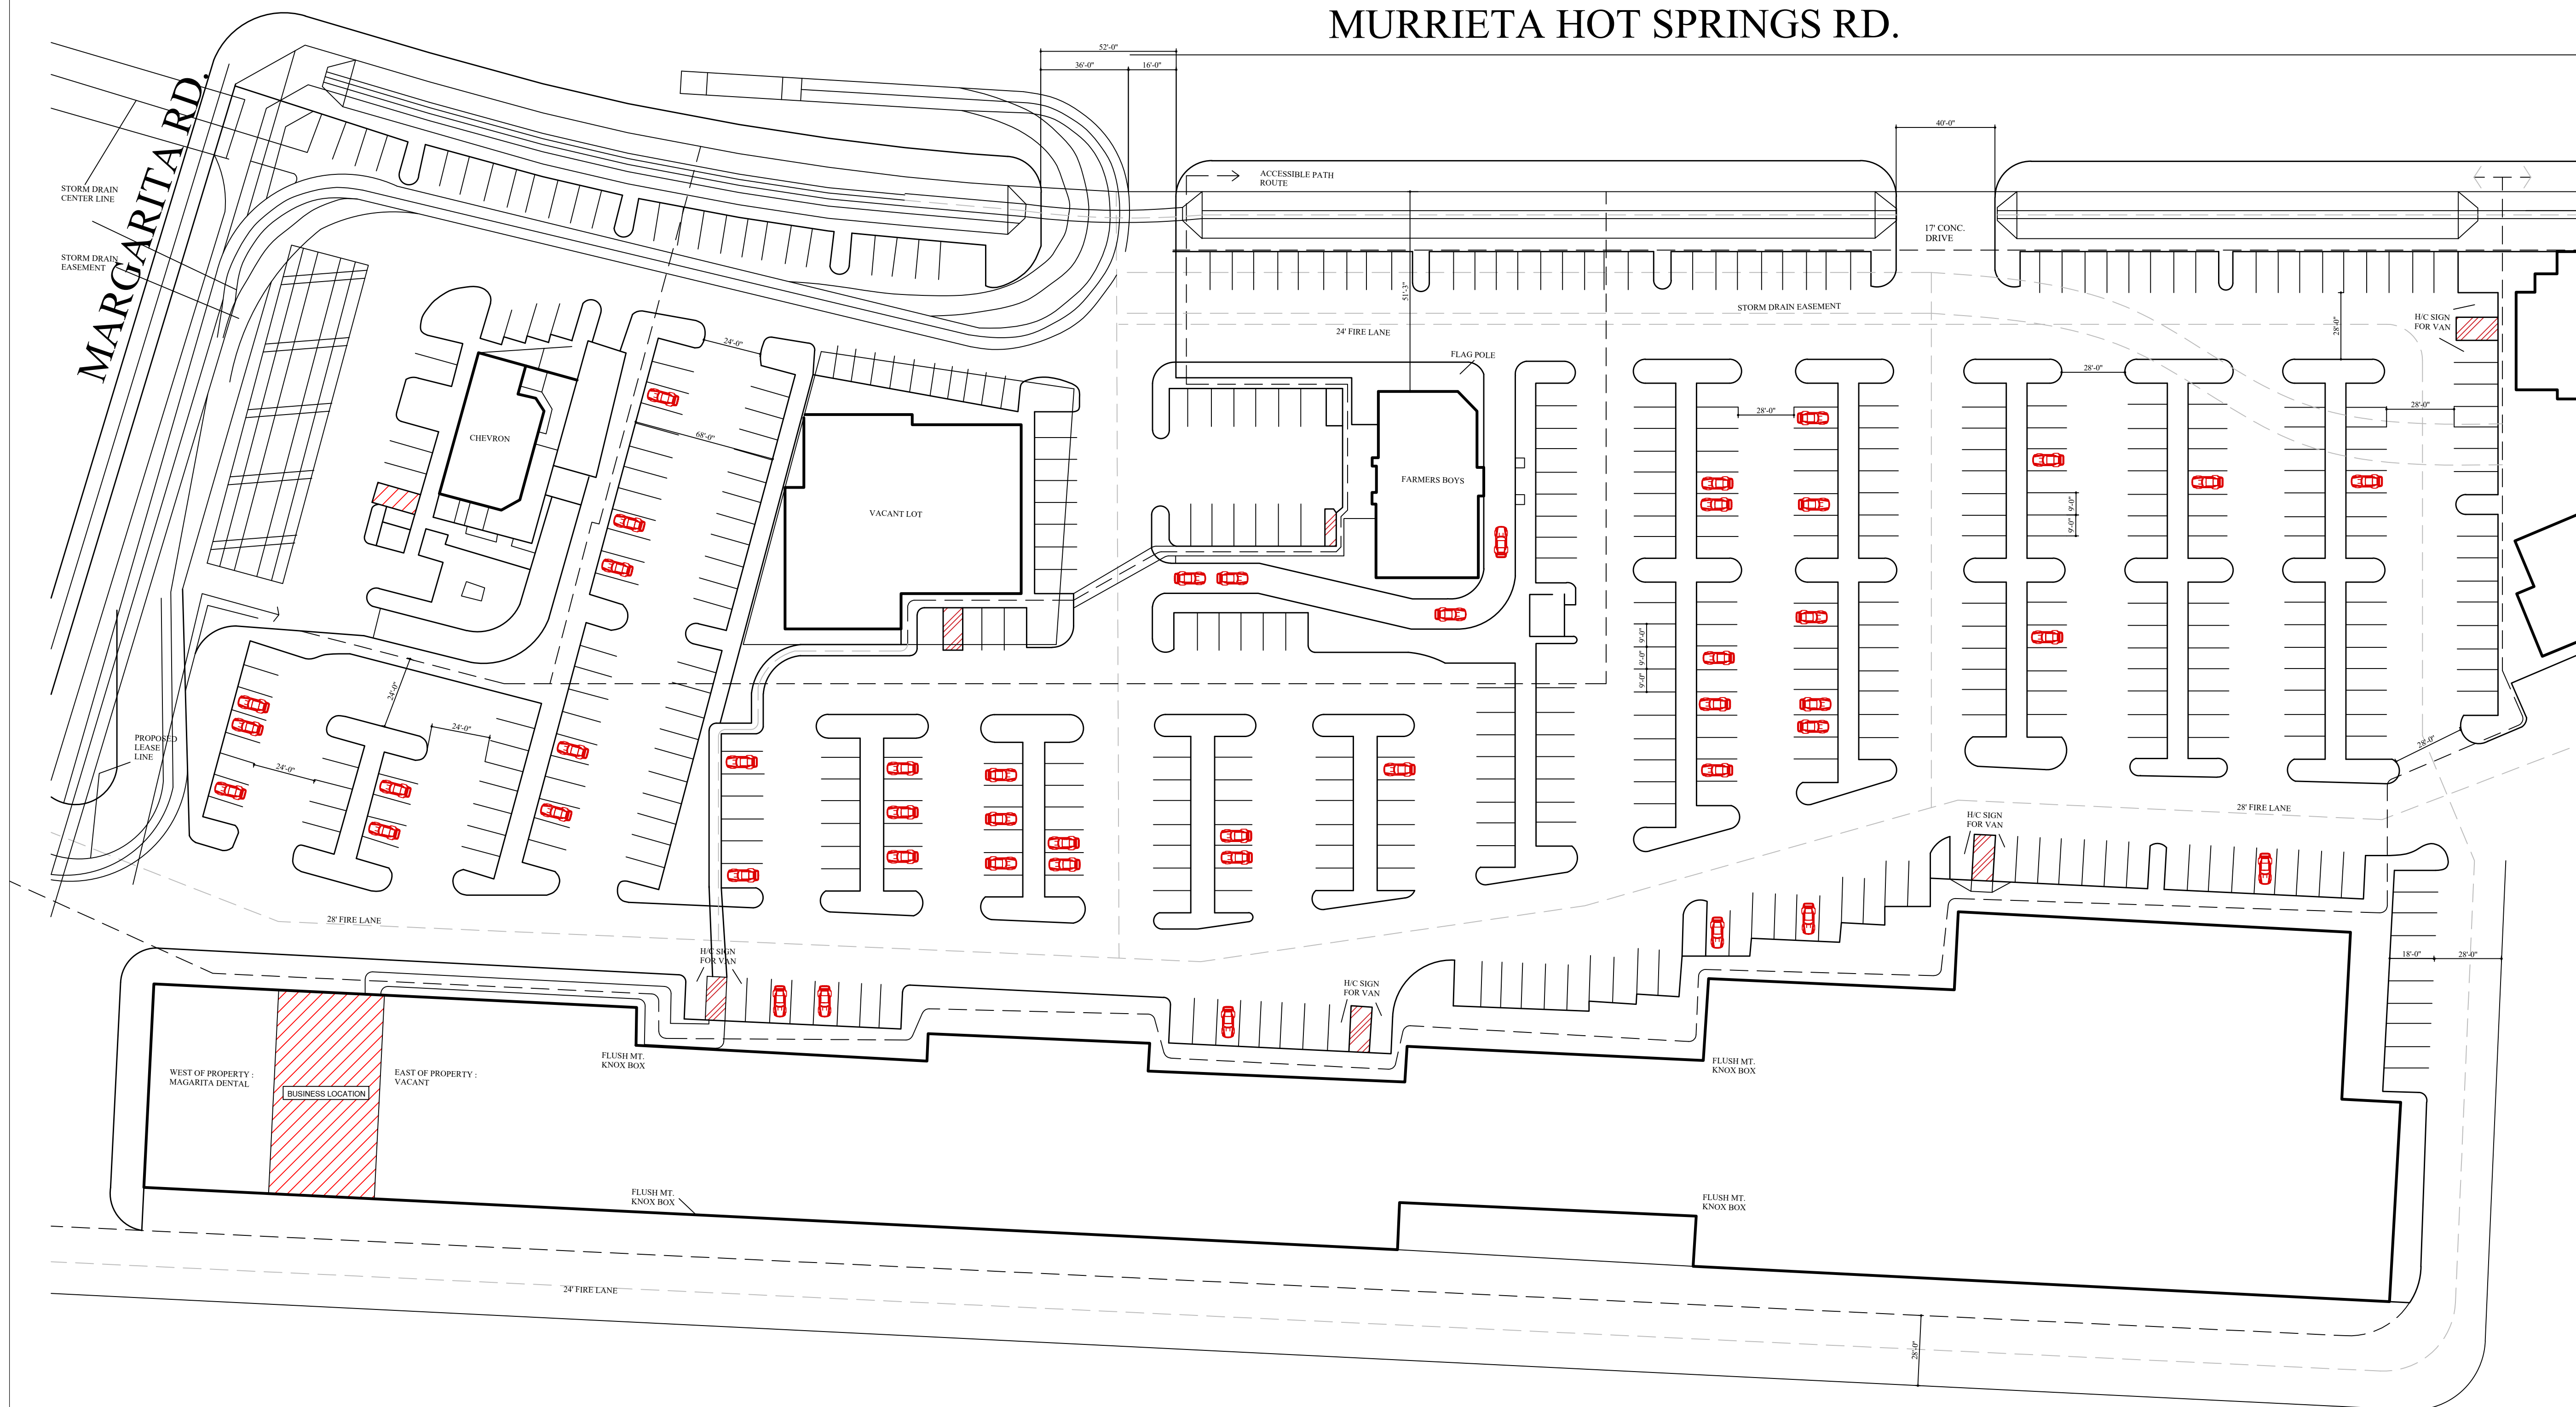 MURRIETA HOT SPRINGS RD.
MARGARITA RD.
52'-0"
36'-0"
16'-0"
40'-0"
STORM DRAIN
CENTER LINE
STORM DRAIN
EASEMENT
ACCESSIBLE PATH
ROUTE
17' CONC.
DRIVE
51'-3"
STORM DRAIN EASEMENT
24' FIRE LANE
28'-0"
H/C SIGN
FOR VAN
FLAG POLE
24'-0"
28'-0"
28'-0"
28'-0"
68'-0"
CHEVRON
VACANT LOT
FARMERS BOYS
9'-0"
9'-0"
9'-0"
9'-0"
9'-0"
24'-0"
24'-0"
24'-0"
PROPOSED
LEASE
LINE
28'-0"
28' FIRE LANE
H/C SIGN
FOR VAN
28' FIRE LANE
H/C SIGN
FOR VAN
H/C SIGN
FOR VAN
18'-0"
28'-0"
FLUSH MT.
KNOX BOX
FLUSH MT.
KNOX BOX
WEST OF PROPERTY :
MAGARITA DENTAL
BUSINESS LOCATION
EAST OF PROPERTY :
VACANT
FLUSH MT.
KNOX BOX
FLUSH MT.
KNOX BOX
24' FIRE LANE
28'-0"